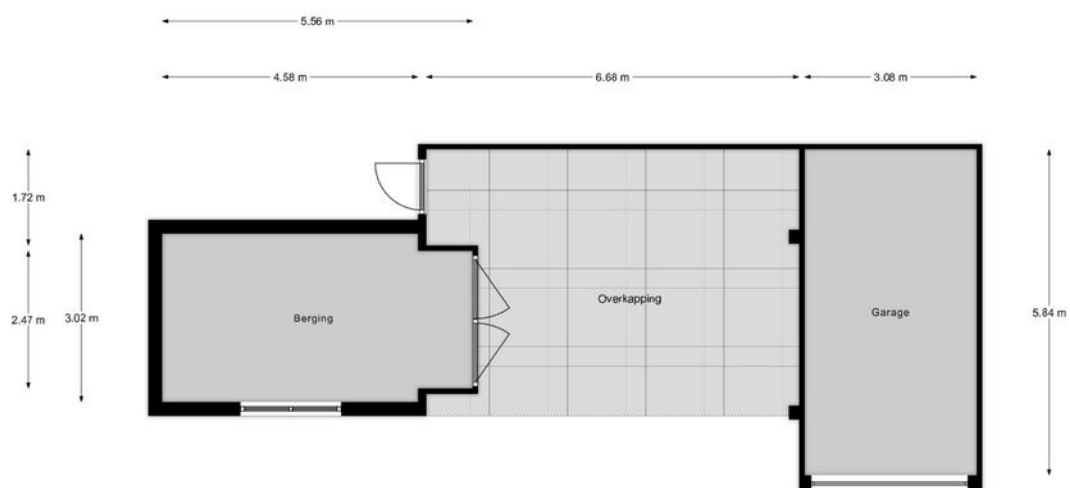 5.56 m
4.58 m
6.68 m
3.08 m
1.72 m
2.47 m
3.02 m
Berging
Overkapping
Garage
5.84 m